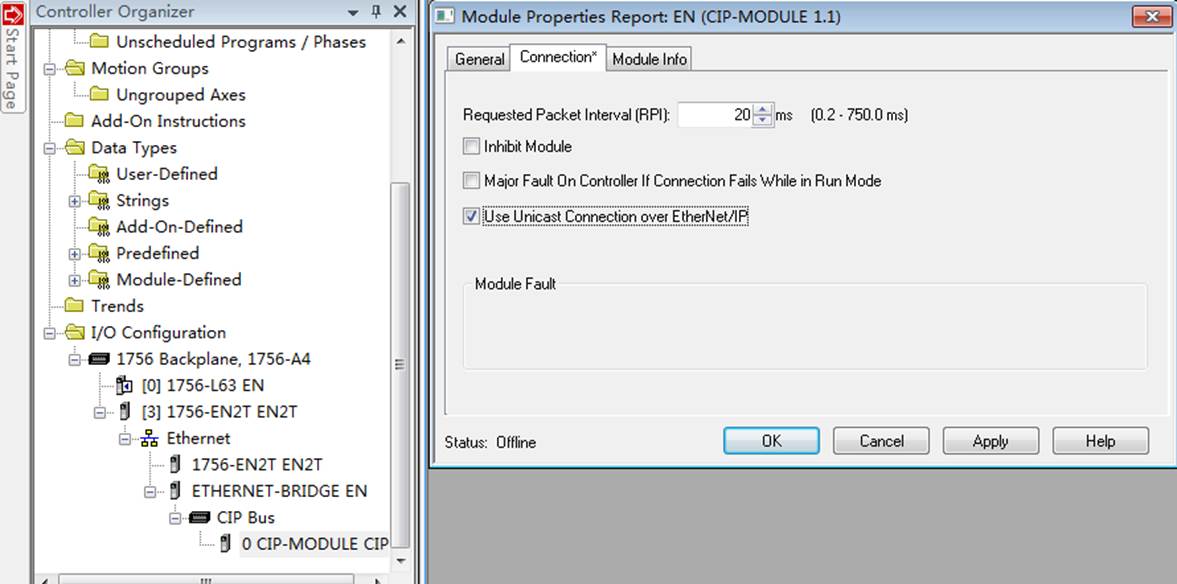 Start Page
Controller Organizer
Unscheduled Programs / Phases
Motion Groups
Ungrouped Axes
Add-On Instructions
Data Types
User-Defined
Strings
Add-On-Defined
Predefined
Module-Defined
Trends
I/O Configuration
1756 Backplane, 1756-A4
[0] 1756-L63 EN
[3] 1756-EN2T EN2T
Ethernet
1756-EN2T EN2T
ETHERNET-BRIDGE EN
CIP Bus
0 CIP-MODULE CIP
Module Properties Report: EN (CIP-MODULE 1.1)
General Connection* Module Info
Requested Packet Interval (RPI): 20 ms (0.2 - 750.0 ms)
Inhibit Module
Major Fault On Controller If Connection Fails While in Run Mode
Use Unicast Connection over EtherNet/IP
Module Fault
Status: Offline OK Cancel Apply Help